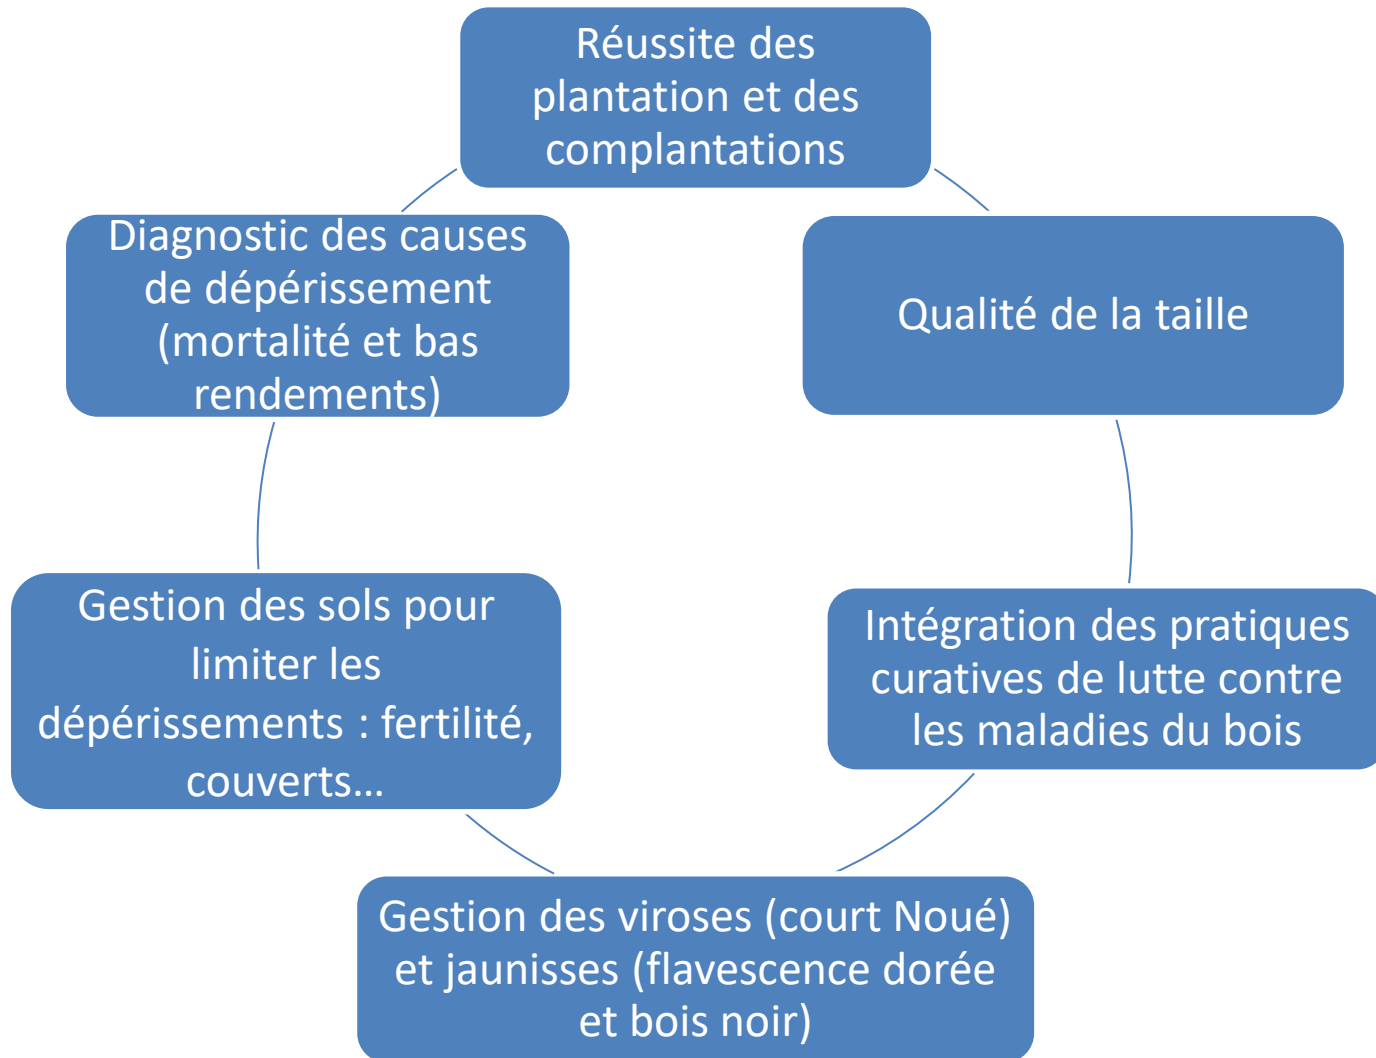 Réussite des
plantation et des
complantations
Diagnostic des causes
de dépérissement
(mortalité et bas
rendements)
Qualité de la taille
Gestion des sols pour
limiter les
dépérissements : fertilité,
couverts…
Intégration des pratiques
curatives de lutte contre
les maladies du bois
Gestion des viroses (court Noué)
et jaunisses (flavescence dorée
et bois noir)